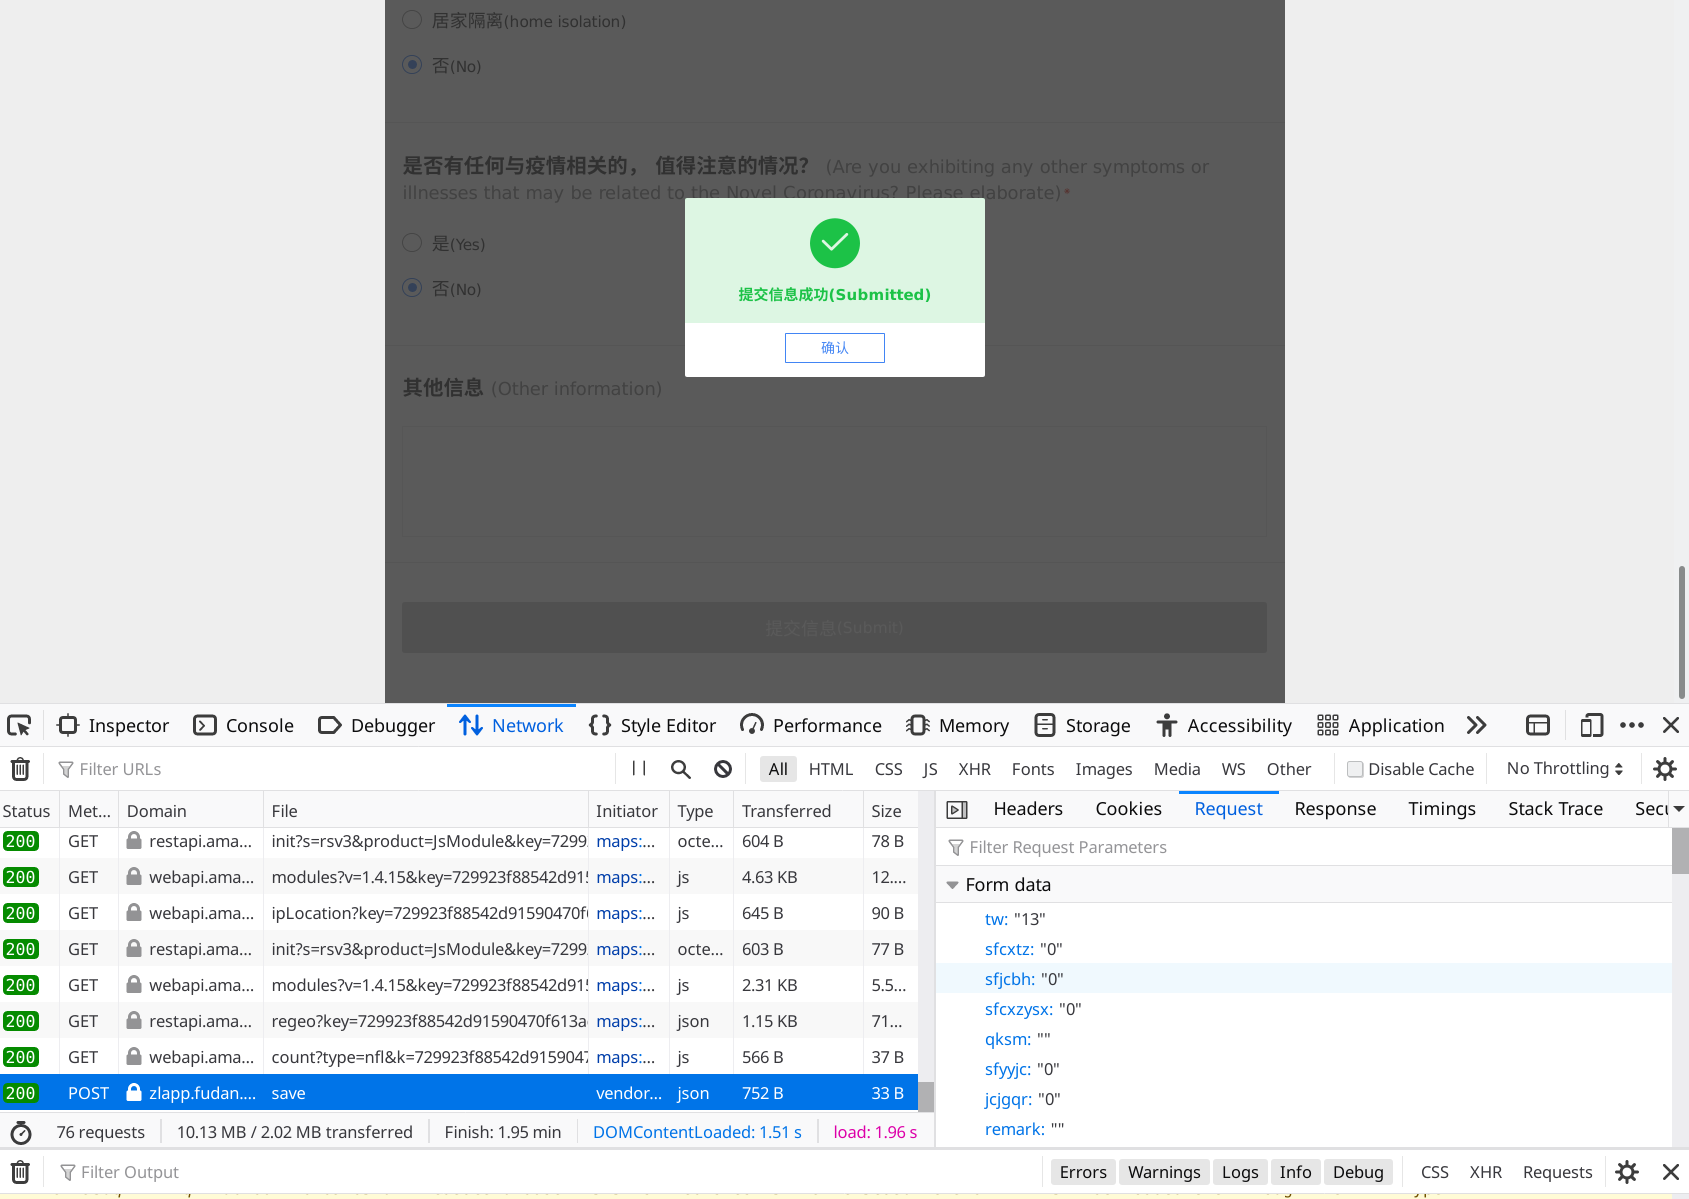 居家隔离(home isolation)
否(No)
是否有任何与疫情相关的， 值得注意的情况？ (Are you exhibiting any other symptoms or
illnesses that may be related to the Novel Coronavirus? Please elaborate)*
是(Yes)
否(No)
提交信息成功(Submitted)
确认
其他信息 (Other information)
提交信息(Submit)
Inspector Console Debugger Network Style Editor Performance Memory Storage Accessibility Application
Filter URLs All HTML CSS JS XHR Fonts Images Media WS Other Disable Cache No Throttling
Status Met... Domain File Initiator Type Transferred Size
200 GET restapi.ama... init?s=rsv3&product=JsModule&key=7299 maps:... octe... 604 B 78 B
200 GET webapi.ama... modules?v=1.4.15&key=729923f88542d915 maps:... js 4.63 KB 12....
200 GET webapi.ama... ipLocation?key=729923f88542d91590470f maps:... js 645 B 90 B
200 GET restapi.ama... init?s=rsv3&product=JsModule&key=7299 maps:... octe... 603 B 77 B
200 GET webapi.ama... modules?v=1.4.15&key=729923f88542d915 maps:... js 2.31 KB 5.5...
200 GET restapi.ama... regeo?key=729923f88542d91590470f613a maps:... json 1.15 KB 71...
200 GET webapi.ama... count?type=nfl&k=729923f88542d9159047 maps:... js 566 B 37 B
200 POST zlapp.fudan.... save vendor... json 752 B 33 B
76 requests 10.13 MB / 2.02 MB transferred Finish: 1.95 min DOMContentLoaded: 1.51 s load: 1.96 s
Headers Cookies Request Response Timings Stack Trace Secu
Filter Request Parameters
Form data
tw: "13"
sfcxtz: "0"
sfjcbh: "0"
sfcxzysx: "0"
qksm: ""
sfyyjc: "0"
jcjgqr: "0"
remark: ""
Filter Output Errors Warnings Logs Info Debug CSS XHR Requests